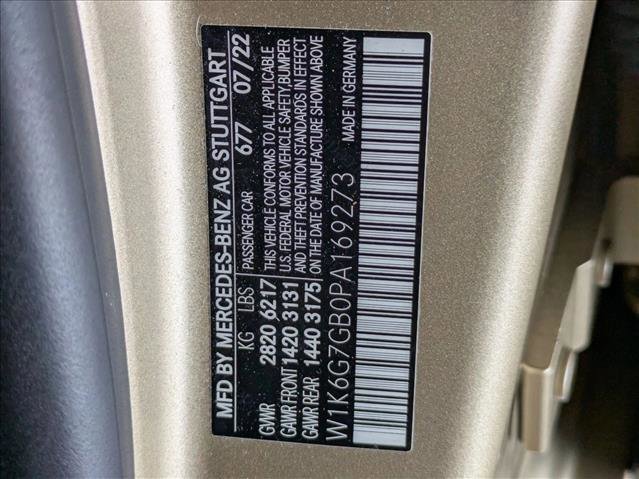 MFD BY MERCEDES-BENZ AG STUTTGART
KG LBS PASSENGER CAR 677 07/22
GVWR 2820 6217 THIS VEHICLE CONFORMS TO ALL APPLICABLE
GAWR FRONT 1420 3131 U.S. FEDERAL MOTOR VEHICLE SAFETY,BUMPER
AND THEFT PREVENTION STANDARDS IN EFFECT
GAWR REAR 1440 3175 ON THE DATE OF MANUFACTURE SHOWN ABOVE
W1K6G7GB0PA169273 MADE IN GERMANY